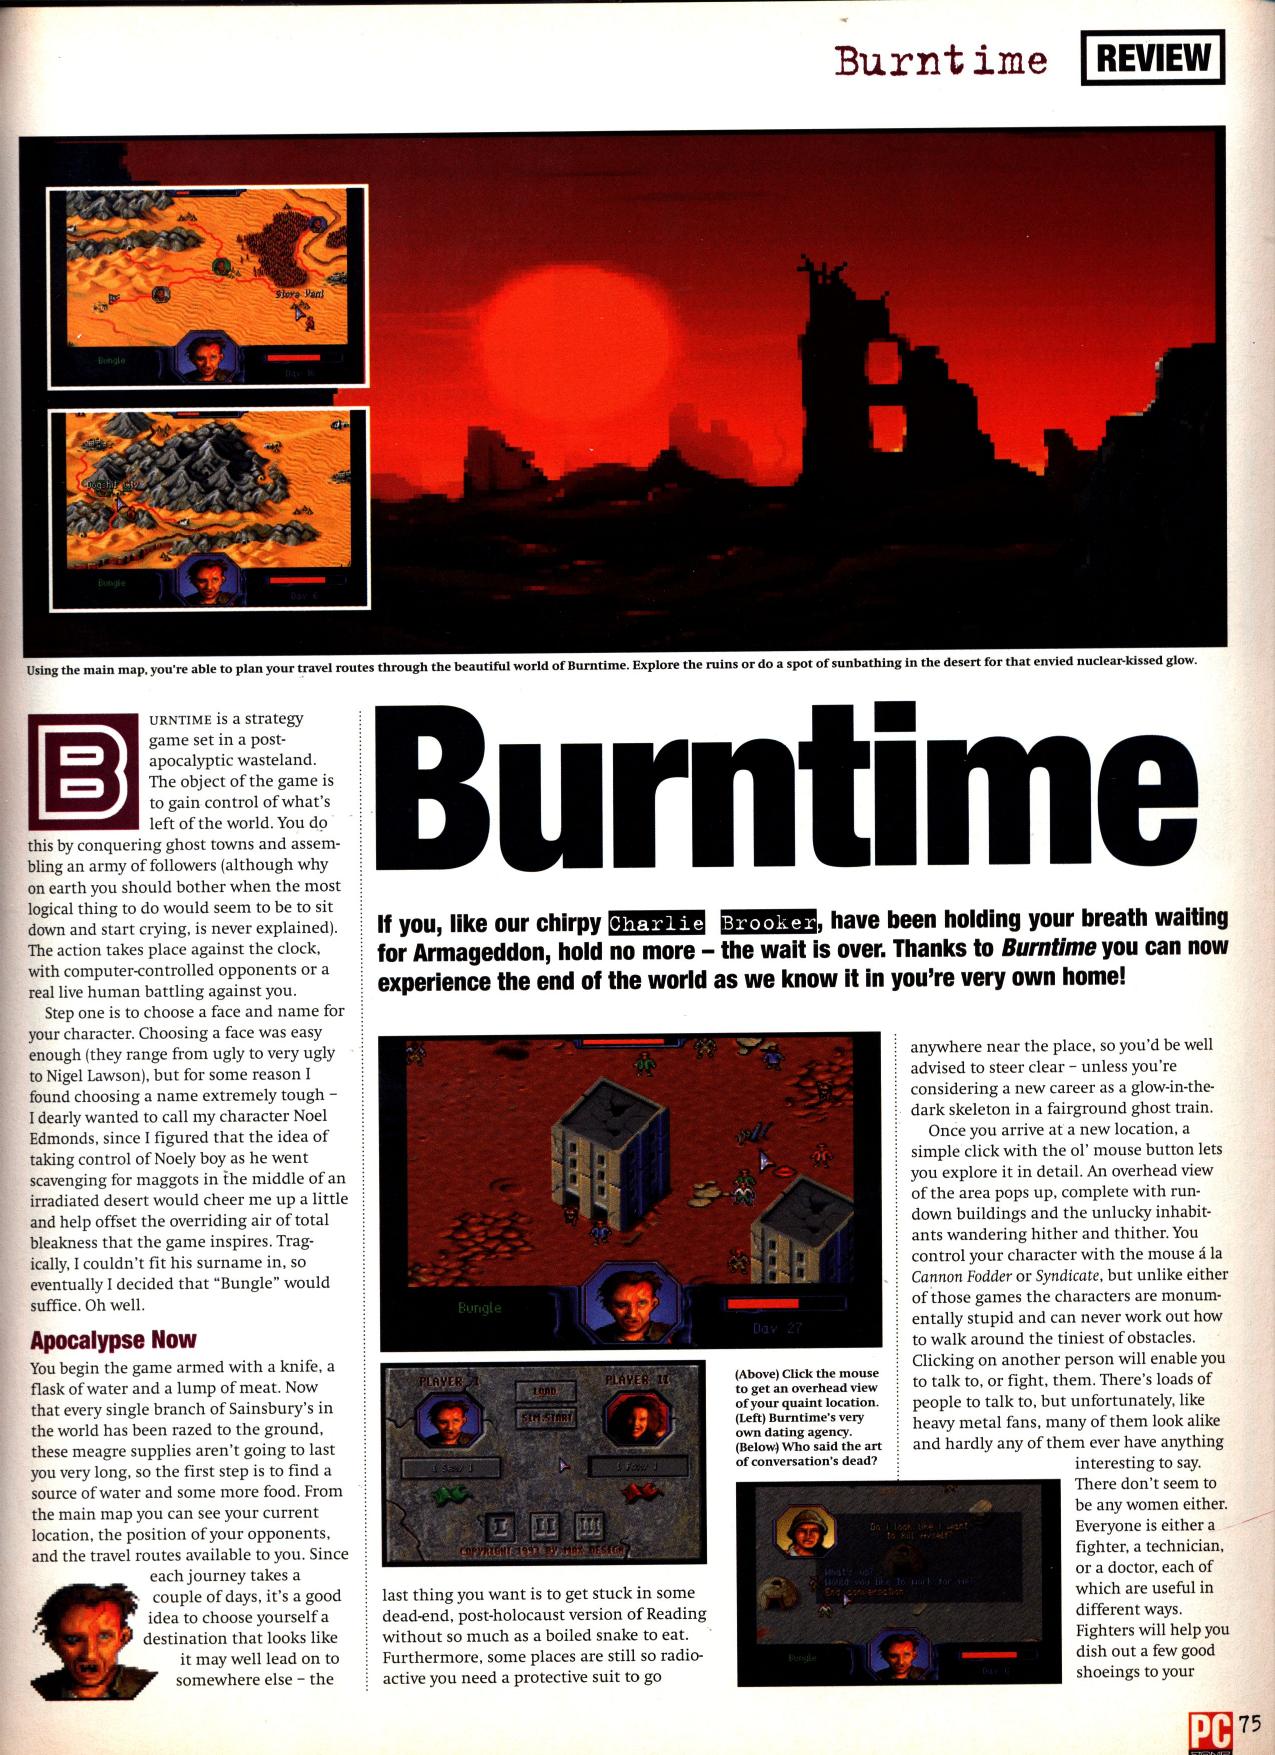 Burntime REVIEW
Stora Vani
Bungle
Day 16
Bungle
Day 6
Using the main map, you're able to plan your travel routes through the beautiful world of Burntime. Explore the ruins or do a spot of sunbathing in the desert for that envied nuclear-kissed glow.
Burntime
If you, like our chirpy Charlie Brooker, have been holding your breath waiting
for Armageddon, hold no more – the wait is over. Thanks to Burntime you can now
experience the end of the world as we know it in you're very own home!
BURNTIME is a strategy
game set in a post-
apocalyptic wasteland.
The object of the game is
to gain control of what's
left of the world. You do
this by conquering ghost towns and assem-
bling an army of followers (although why
on earth you should bother when the most
logical thing to do would seem to be to sit
down and start crying, is never explained).
The action takes place against the clock,
with computer-controlled opponents or a
real live human battling against you.
Step one is to choose a face and name for
your character. Choosing a face was easy
enough (they range from ugly to very ugly
to Nigel Lawson), but for some reason I
found choosing a name extremely tough –
I dearly wanted to call my character Noel
Edmonds, since I figured that the idea of
taking control of Noely boy as he went
scavenging for maggots in the middle of an
irradiated desert would cheer me up a little
and help offset the overriding air of total
bleakness that the game inspires. Trag-
ically, I couldn't fit his surname in, so
eventually I decided that "Bungle" would
suffice. Oh well.
Apocalypse Now
You begin the game armed with a knife, a
flask of water and a lump of meat. Now
that every single branch of Sainsbury's in
the world has been razed to the ground,
these meagre supplies aren't going to last
you very long, so the first step is to find a
source of water and some more food. From
the main map you can see your current
location, the position of your opponents,
and the travel routes available to you. Since
each journey takes a
couple of days, it's a good
idea to choose yourself a
destination that looks like
it may well lead on to
somewhere else – the
Bungle
Day 27
PLAYER I
PLAYER II
LOAD
SIM.START
I II III
COPYRIGHT 1993 BY MAX DESIGN
(Above) Click the mouse
to get an overhead view
of your quaint location.
(Left) Burntime's very
own dating agency.
(Below) Who said the art
of conversation's dead?
last thing you want is to get stuck in some
dead-end, post-holocaust version of Reading
without so much as a boiled snake to eat.
Furthermore, some places are still so radio-
active you need a protective suit to go
Do I look like I want
to kill myself?
What's up?
Would you like to work for me?
End conversation
Bungle
Day 6
anywhere near the place, so you'd be well
advised to steer clear – unless you're
considering a new career as a glow-in-the-
dark skeleton in a fairground ghost train.
Once you arrive at a new location, a
simple click with the ol' mouse button lets
you explore it in detail. An overhead view
of the area pops up, complete with run-
down buildings and the unlucky inhabit-
ants wandering hither and thither. You
control your character with the mouse á la
Cannon Fodder or Syndicate, but unlike either
of those games the characters are monum-
entally stupid and can never work out how
to walk around the tiniest of obstacles.
Clicking on another person will enable you
to talk to, or fight, them. There's loads of
people to talk to, but unfortunately, like
heavy metal fans, many of them look alike
and hardly any of them ever have anything
interesting to say.
There don't seem to
be any women either.
Everyone is either a
fighter, a technician,
or a doctor, each of
which are useful in
different ways.
Fighters will help you
dish out a few good
shoeings to your
PC 75